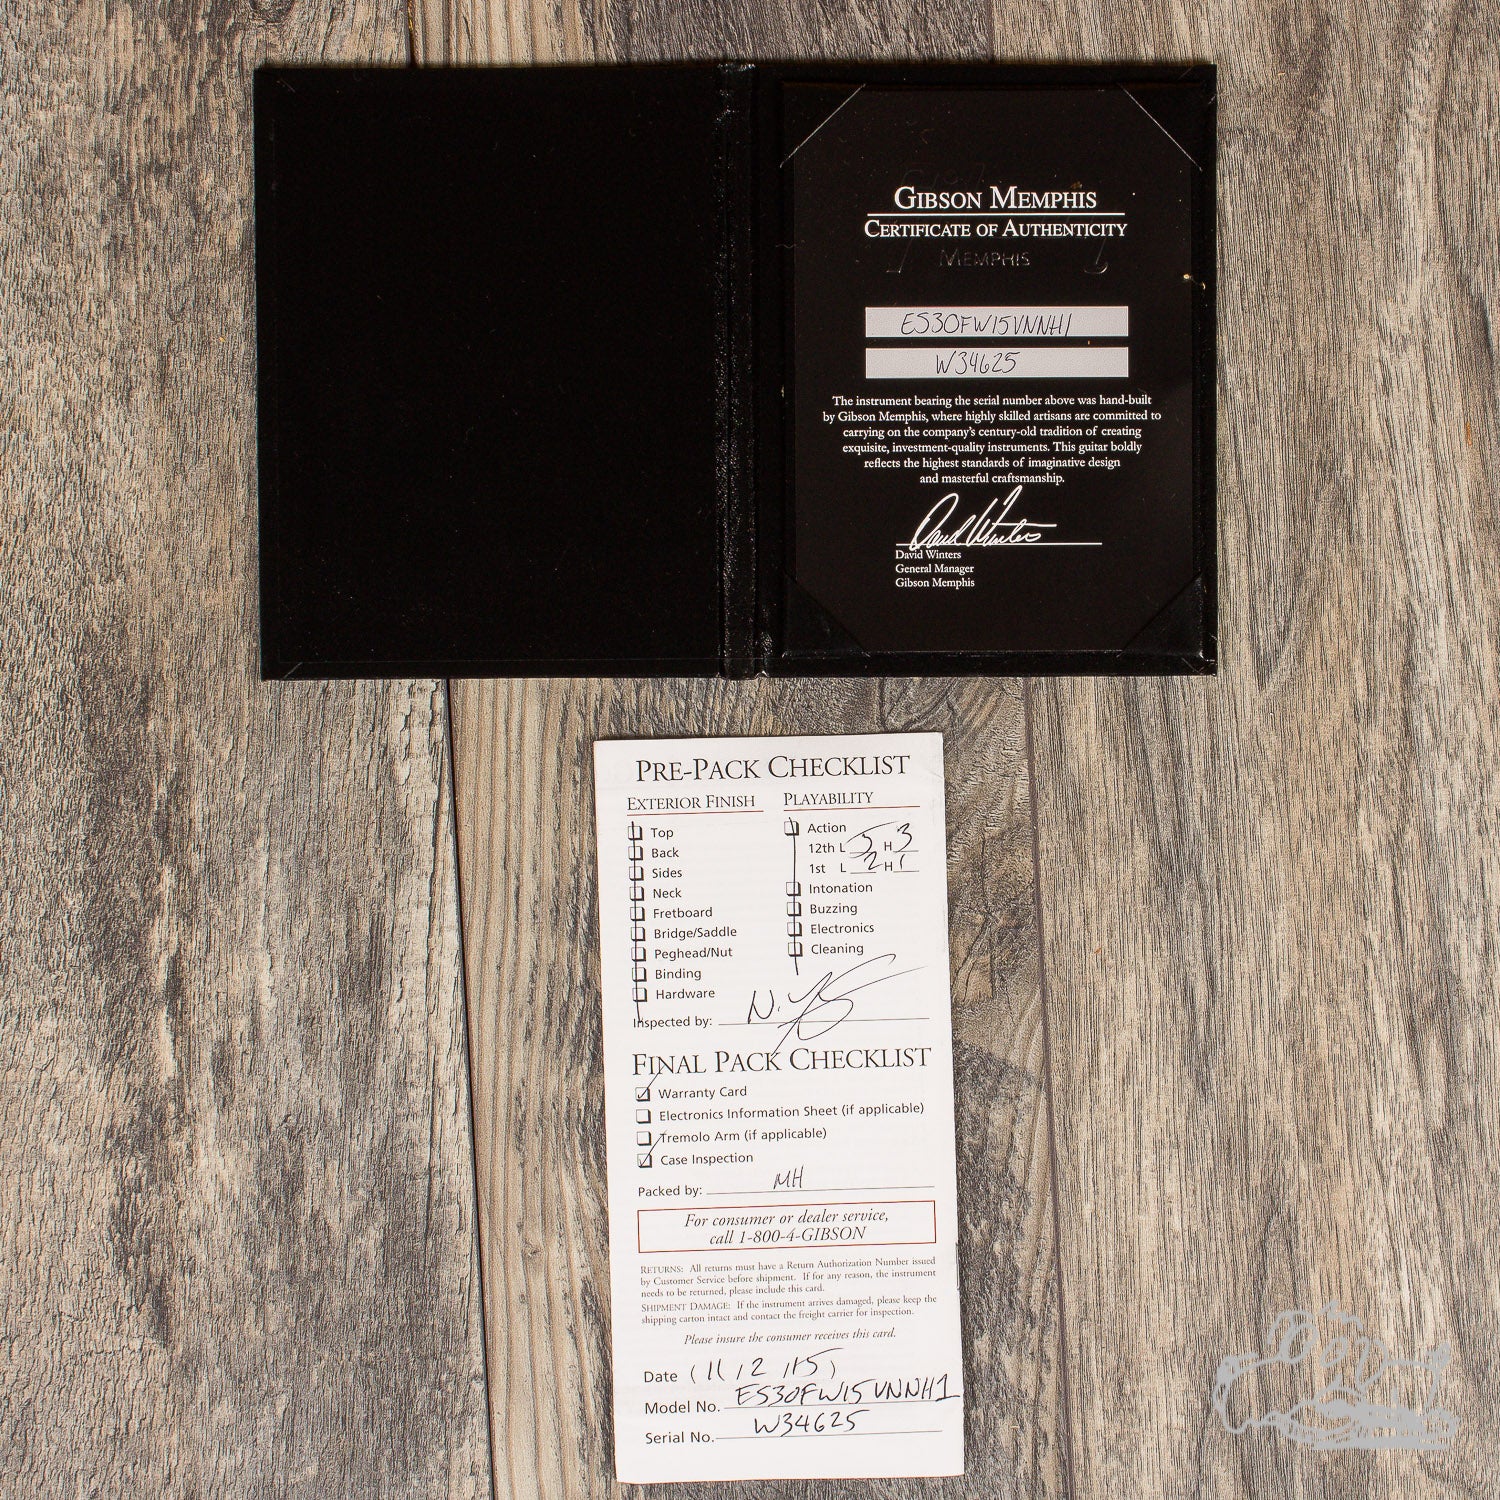 GIBSON MEMPHIS
CERTIFICATE OF AUTHENTICITY
MEMPHIS
ES30FW15VNNH1
W34625
The instrument bearing the serial number above was hand-built
by Gibson Memphis, where highly skilled artisans are committed to
carrying on the company's century-old tradition of creating
exquisite, investment-quality instruments. This guitar boldly
reflects the highest standards of imaginative design
and masterful craftsmanship.
David Winters
David Winters
General Manager
Gibson Memphis
PRE-PACK CHECKLIST
EXTERIOR FINISH
Top
Back
Sides
Neck
Fretboard
Bridge/Saddle
Peghead/Nut
Binding
Hardware
PLAYABILITY
Action
12th L 5 H 3
1st L 2 H 1
Intonation
Buzzing
Electronics
Cleaning
Inspected by: N.
FINAL PACK CHECKLIST
Warranty Card
Electronics Information Sheet (if applicable)
Tremolo Arm (if applicable)
Case Inspection
Packed by: MH
For consumer or dealer service,
call 1-800-4-GIBSON
RETURNS: All returns must have a Return Authorization Number issued
by Customer Service before shipment. If for any reason, the instrument
needs to be returned, please include this card.
SHIPMENT DAMAGE: If the instrument arrives damaged, please keep the
shipping carton intact and contact the freight carrier for inspection.
Please insure the consumer receives this card.
Date (11/2/15)
Model No. ES30FW15VNNH1
Serial No. W34625